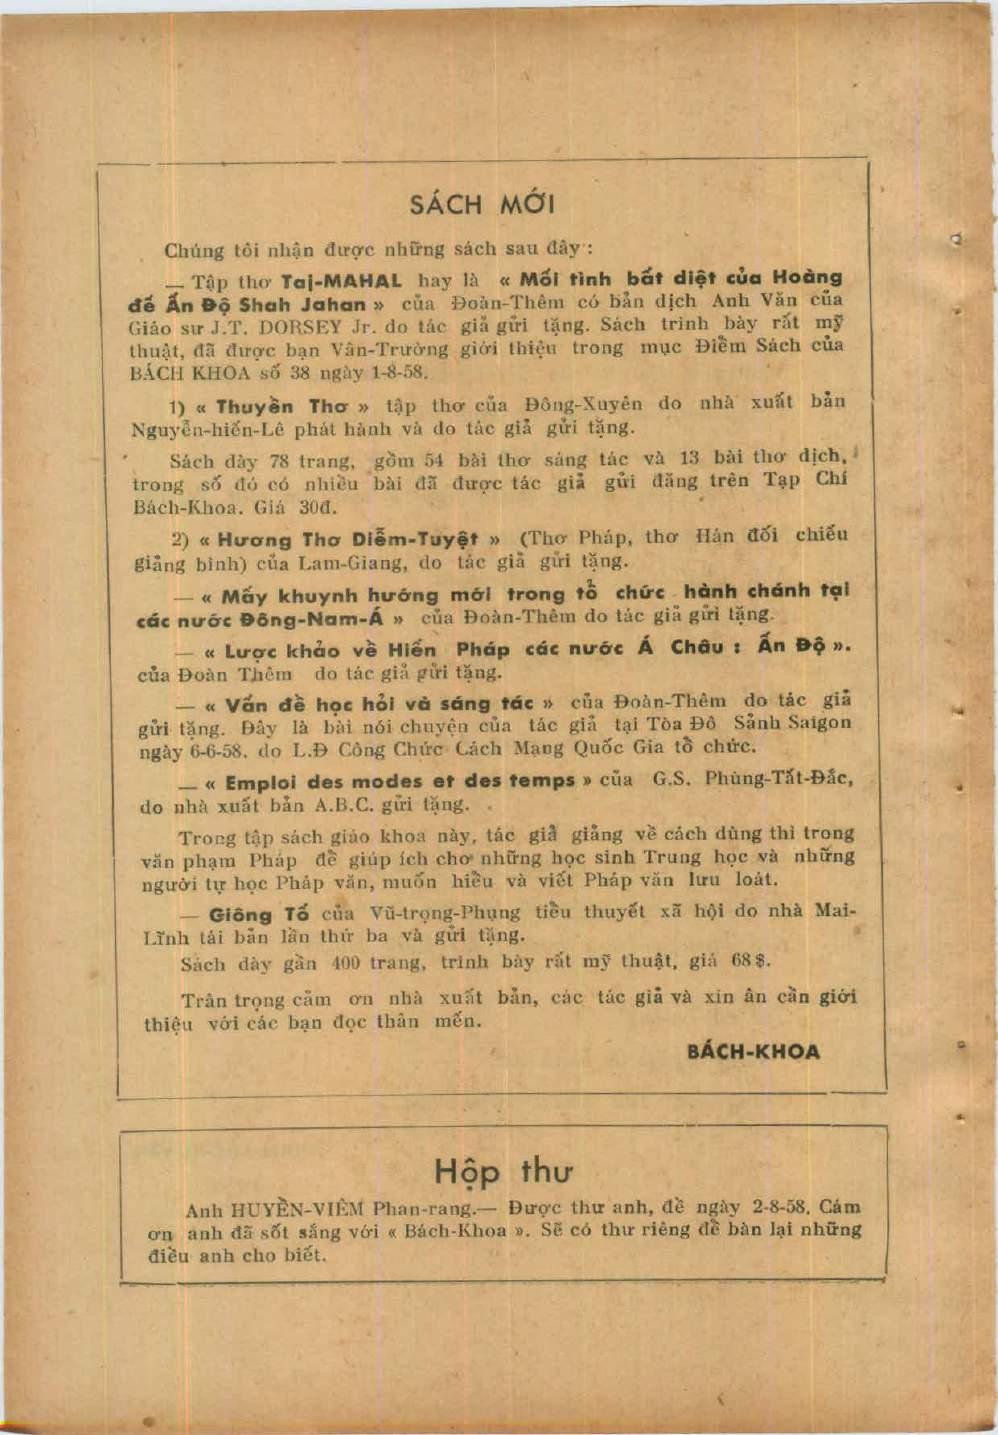 SÁCH MỚI
Chúng tôi nhận được những sách sau đây :
— Tập thơ Taj-MAHAL hay là « Mối tình bất diệt của Hoàng
đế Ấn Độ Shah Jahan » của Đoàn-Thêm có bản dịch Anh Văn của
Giáo sư J.T. DORSEY Jr. do tác giả gửi tặng. Sách trình bày rất mỹ
thuật, đã được bạn Vân-Trường giới thiệu trong mục Điểm Sách của
BÁCH KHOA số 38 ngày 1-8-58.
1) « Thuyền Thơ » tập thơ của Đông-Xuyên do nhà xuất bản
Nguyễn-hiến-Lê phát hành và do tác giả gửi tặng.
Sách dày 78 trang, gồm 54 bài thơ sáng tác và 13 bài thơ dịch,
trong số đó có nhiều bài đã được tác giả gửi đăng trên Tạp Chí
Bách-Khoa. Giá 30đ.
2) « Hương Thơ Diễm-Tuyệt » (Thơ Pháp, thơ Hán đối chiếu
giảng bình) của Lam-Giang, do tác giả gửi tặng.
— « Mấy khuynh hướng mới trong tổ chức hành chánh tại
các nước Đông-Nam-Á » của Đoàn-Thêm do tác giả gửi tặng.
— « Lược khảo về Hiến Pháp các nước Á Châu : Ấn Độ ».
của Đoàn Thêm do tác giả gửi tặng.
— « Vấn đề học hỏi và sáng tác » của Đoàn-Thêm do tác giả
gửi tặng. Đây là bài nói chuyện của tác giả tại Tòa Đô Sảnh Saigon
ngày 6-6-58. do L.Đ Công Chức Cách Mạng Quốc Gia tổ chức.
— « Emploi des modes et des temps » của G.S. Phùng-Tất-Đắc,
do nhà xuất bản A.B.C. gửi tặng.
Trong tập sách giáo khoa này, tác giả giảng về cách dùng thì trong
văn phạm Pháp để giúp ích cho những học sinh Trung học và những
người tự học Pháp văn, muốn hiểu và viết Pháp văn lưu loát.
— Giông Tố của Vũ-trọng-Phụng tiểu thuyết xã hội do nhà Mai-
Lĩnh tái bản lần thứ ba và gửi tặng.
Sách dày gần 400 trang, trình bày rất mỹ thuật, giá 68$.
Trân trọng cảm ơn nhà xuất bản, các tác giả và xin ân cần giới
thiệu với các bạn đọc thân mến.
BÁCH-KHOA
Hộp thư
Anh HUYỀN-VIÊM Phan-rang.— Được thư anh, đề ngày 2-8-58. Cám
ơn anh đã sốt sắng với « Bách-Khoa ». Sẽ có thư riêng để bàn lại những
điều anh cho biết.